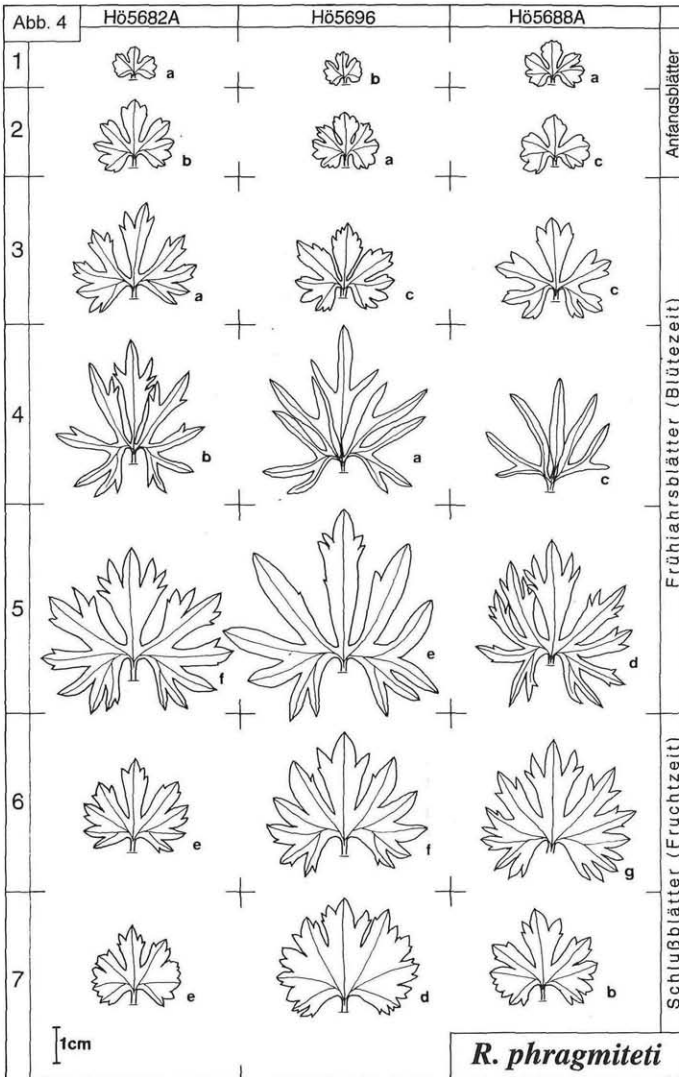 Abb. 4
Hö5682A
Hö5696
Hö5688A
1
a
b
a
Anfangsblätter
2
b
a
c
3
a
c
c
Frühjahrsblätter (Blütezeit)
4
b
a
c
5
f
e
d
6
e
f
g
Schlußblätter (Fruchtzeit)
7
e
d
b
1cm
R. phragmiteti